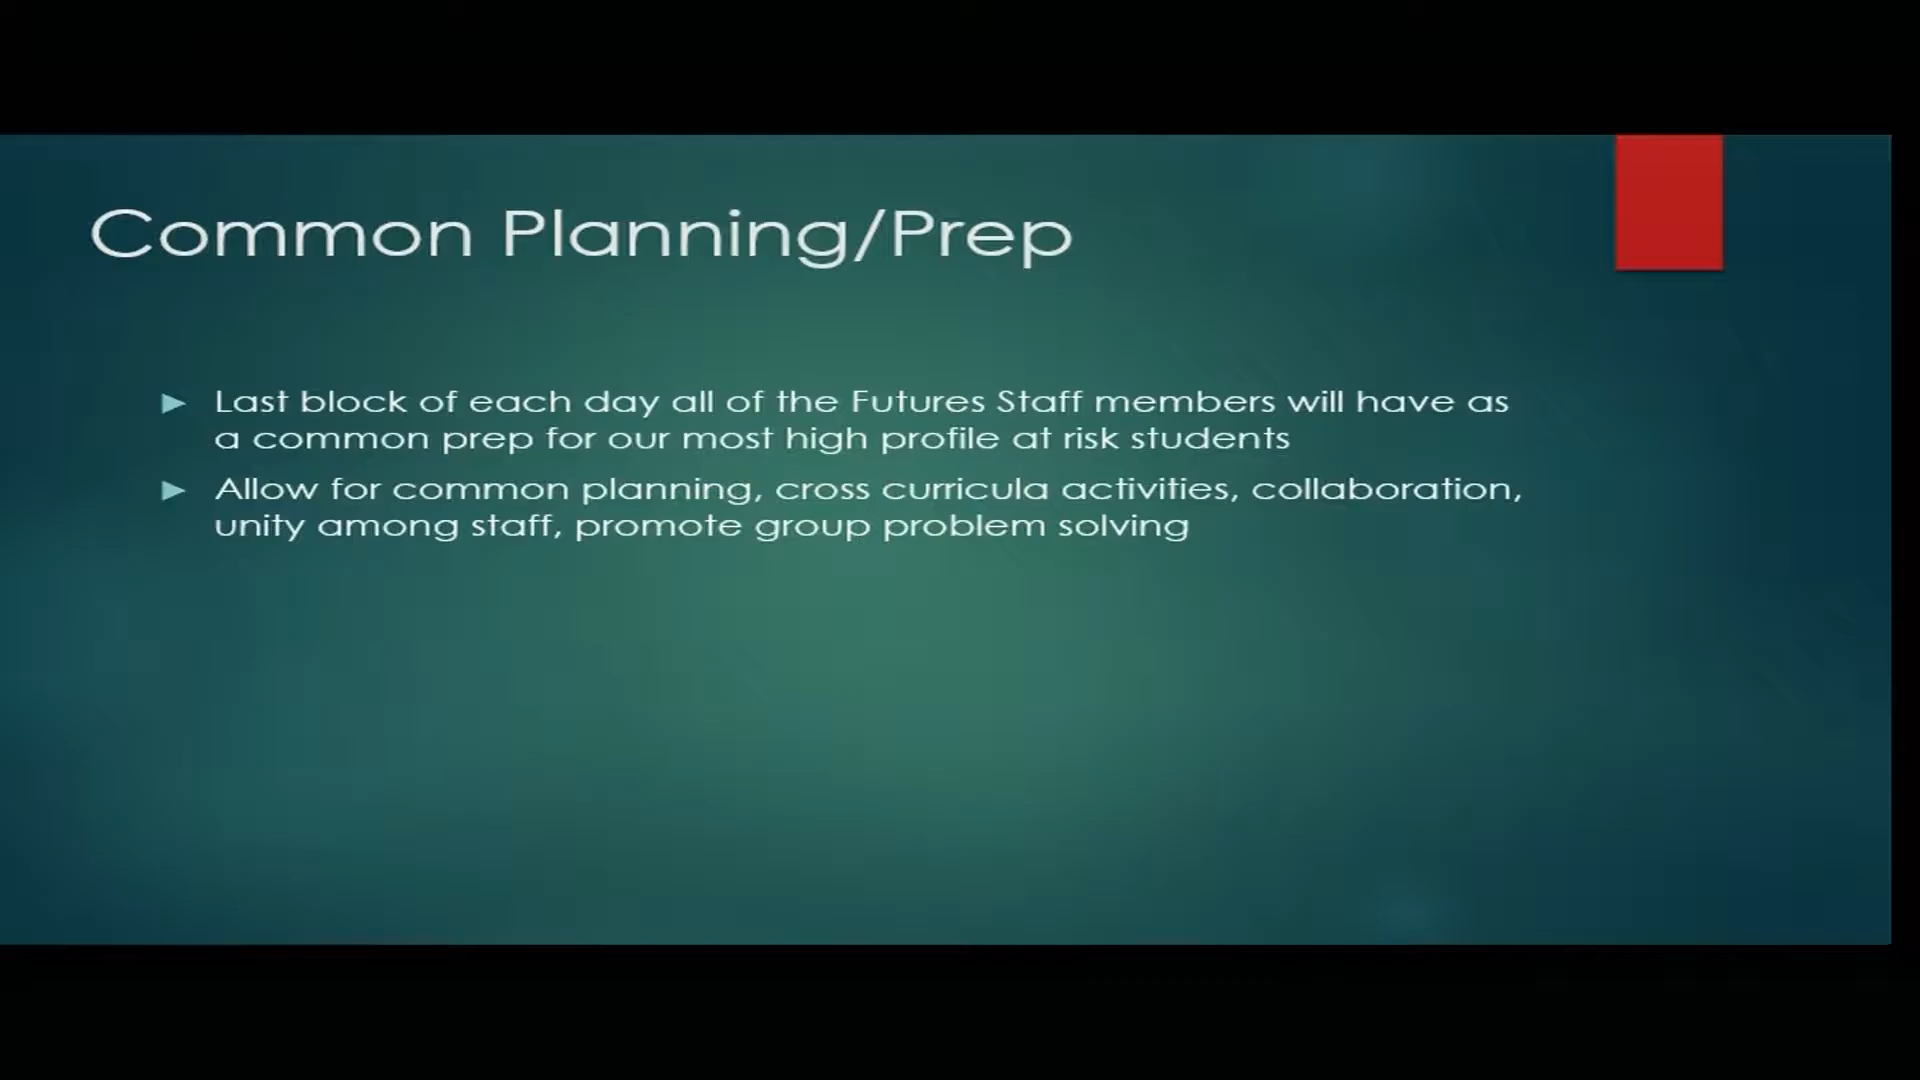 Common Planning/Prep
Last block of each day all of the Futures Staff members will have as
a common prep for our most high profile at risk students
Allow for common planning, cross curricula activities, collaboration,
unity among staff, promote group problem solving